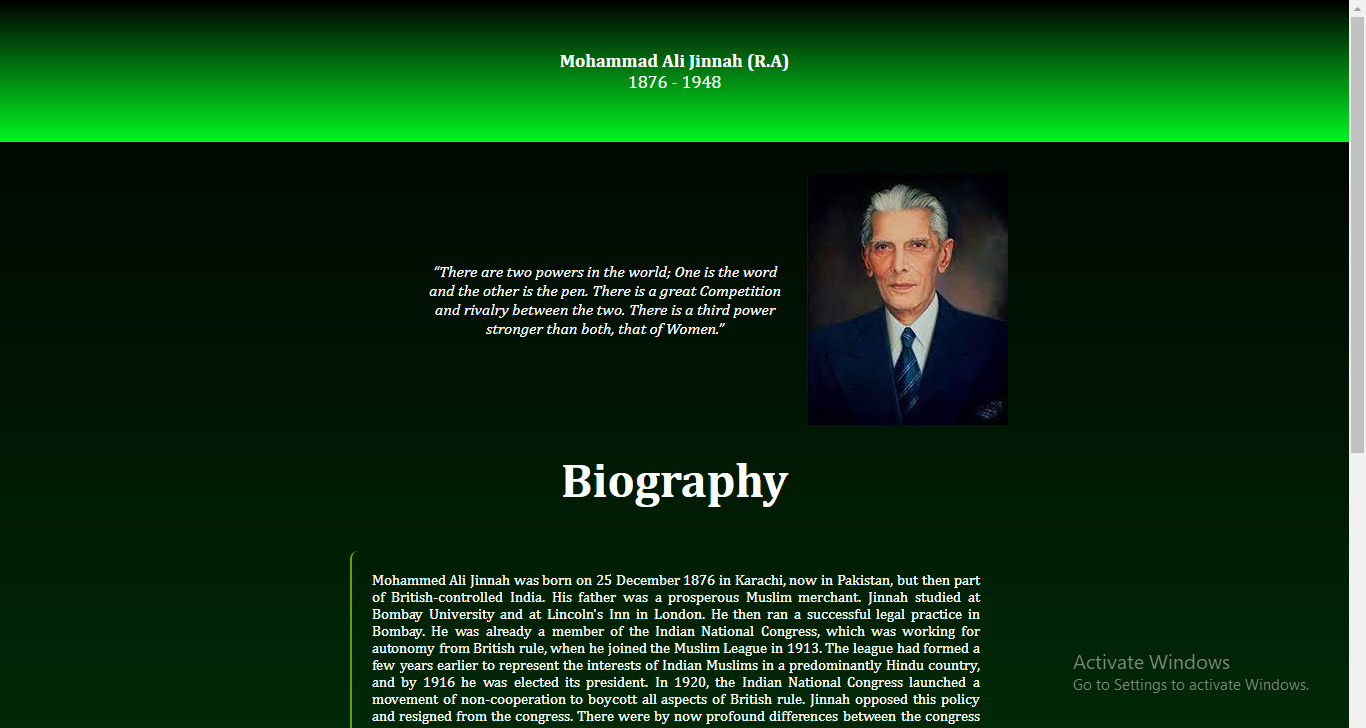 Mohammad Ali Jinnah (R.A)
1876 - 1948
“There are two powers in the world; One is the word
and the other is the pen. There is a great Competition
and rivalry between the two. There is a third power
stronger than both, that of Women.”
Biography
Mohammed Ali Jinnah was born on 25 December 1876 in Karachi, now in Pakistan, but then part
of British-controlled India. His father was a prosperous Muslim merchant. Jinnah studied at
Bombay University and at Lincoln's Inn in London. He then ran a successful legal practice in
Bombay. He was already a member of the Indian National Congress, which was working for
autonomy from British rule, when he joined the Muslim League in 1913. The league had formed a
few years earlier to represent the interests of Indian Muslims in a predominantly Hindu country,
and by 1916 he was elected its president. In 1920, the Indian National Congress launched a
movement of non-cooperation to boycott all aspects of British rule. Jinnah opposed this policy
and resigned from the congress. There were by now profound differences between the congress
Activate Windows
Go to Settings to activate Windows.